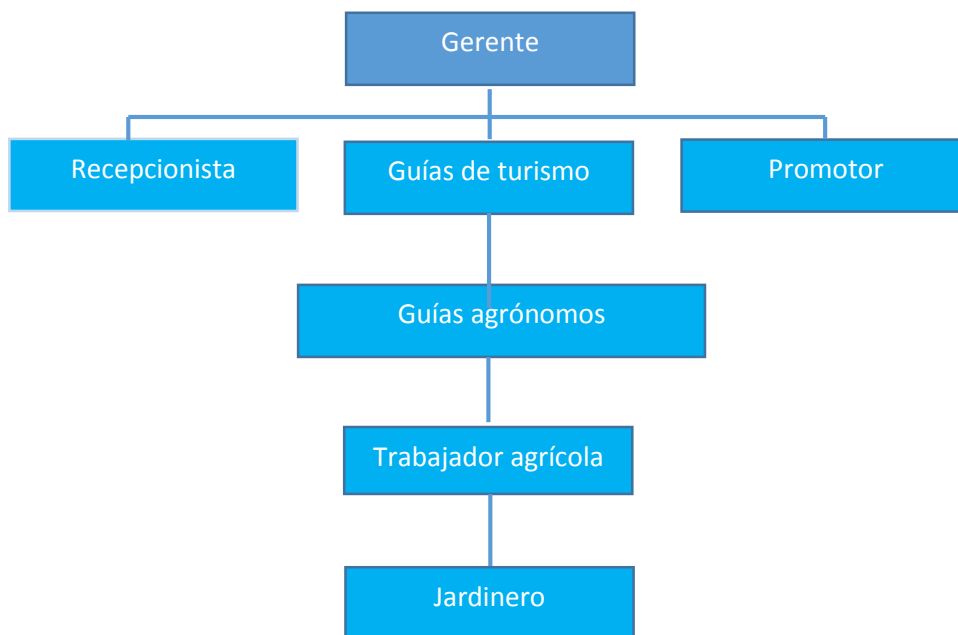 Gerente
Recepcionista
Guías de turismo
Promotor
Guías agrónomos
Trabajador agrícola
Jardinero